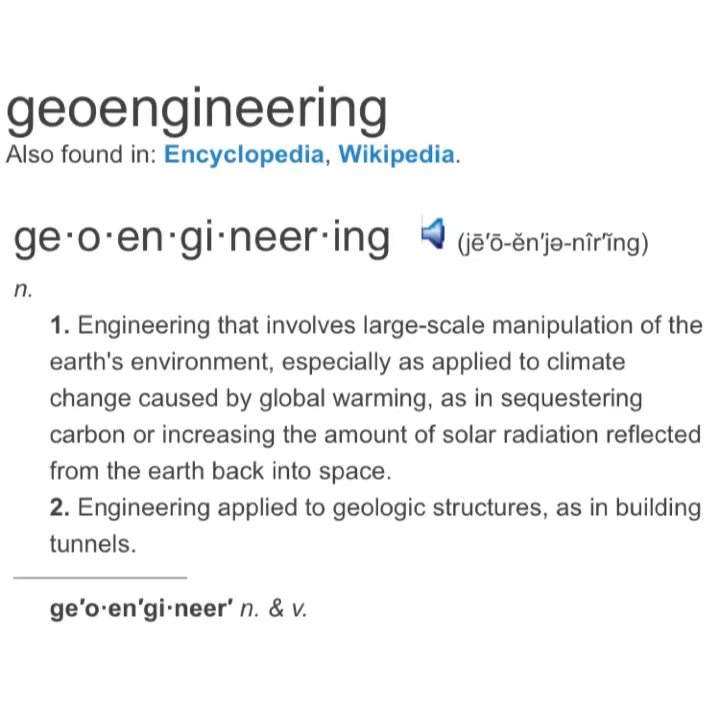 geoengineering
Also found in: Encyclopedia, Wikipedia.
ge·o·en·gi·neer·ing (jē′ō-ĕn′jə-nîr′ĭng)
n.
1. Engineering that involves large-scale manipulation of the
earth's environment, especially as applied to climate
change caused by global warming, as in sequestering
carbon or increasing the amount of solar radiation reflected
from the earth back into space.
2. Engineering applied to geologic structures, as in building
tunnels.
ge′o·en′gi·neer′ n. & v.